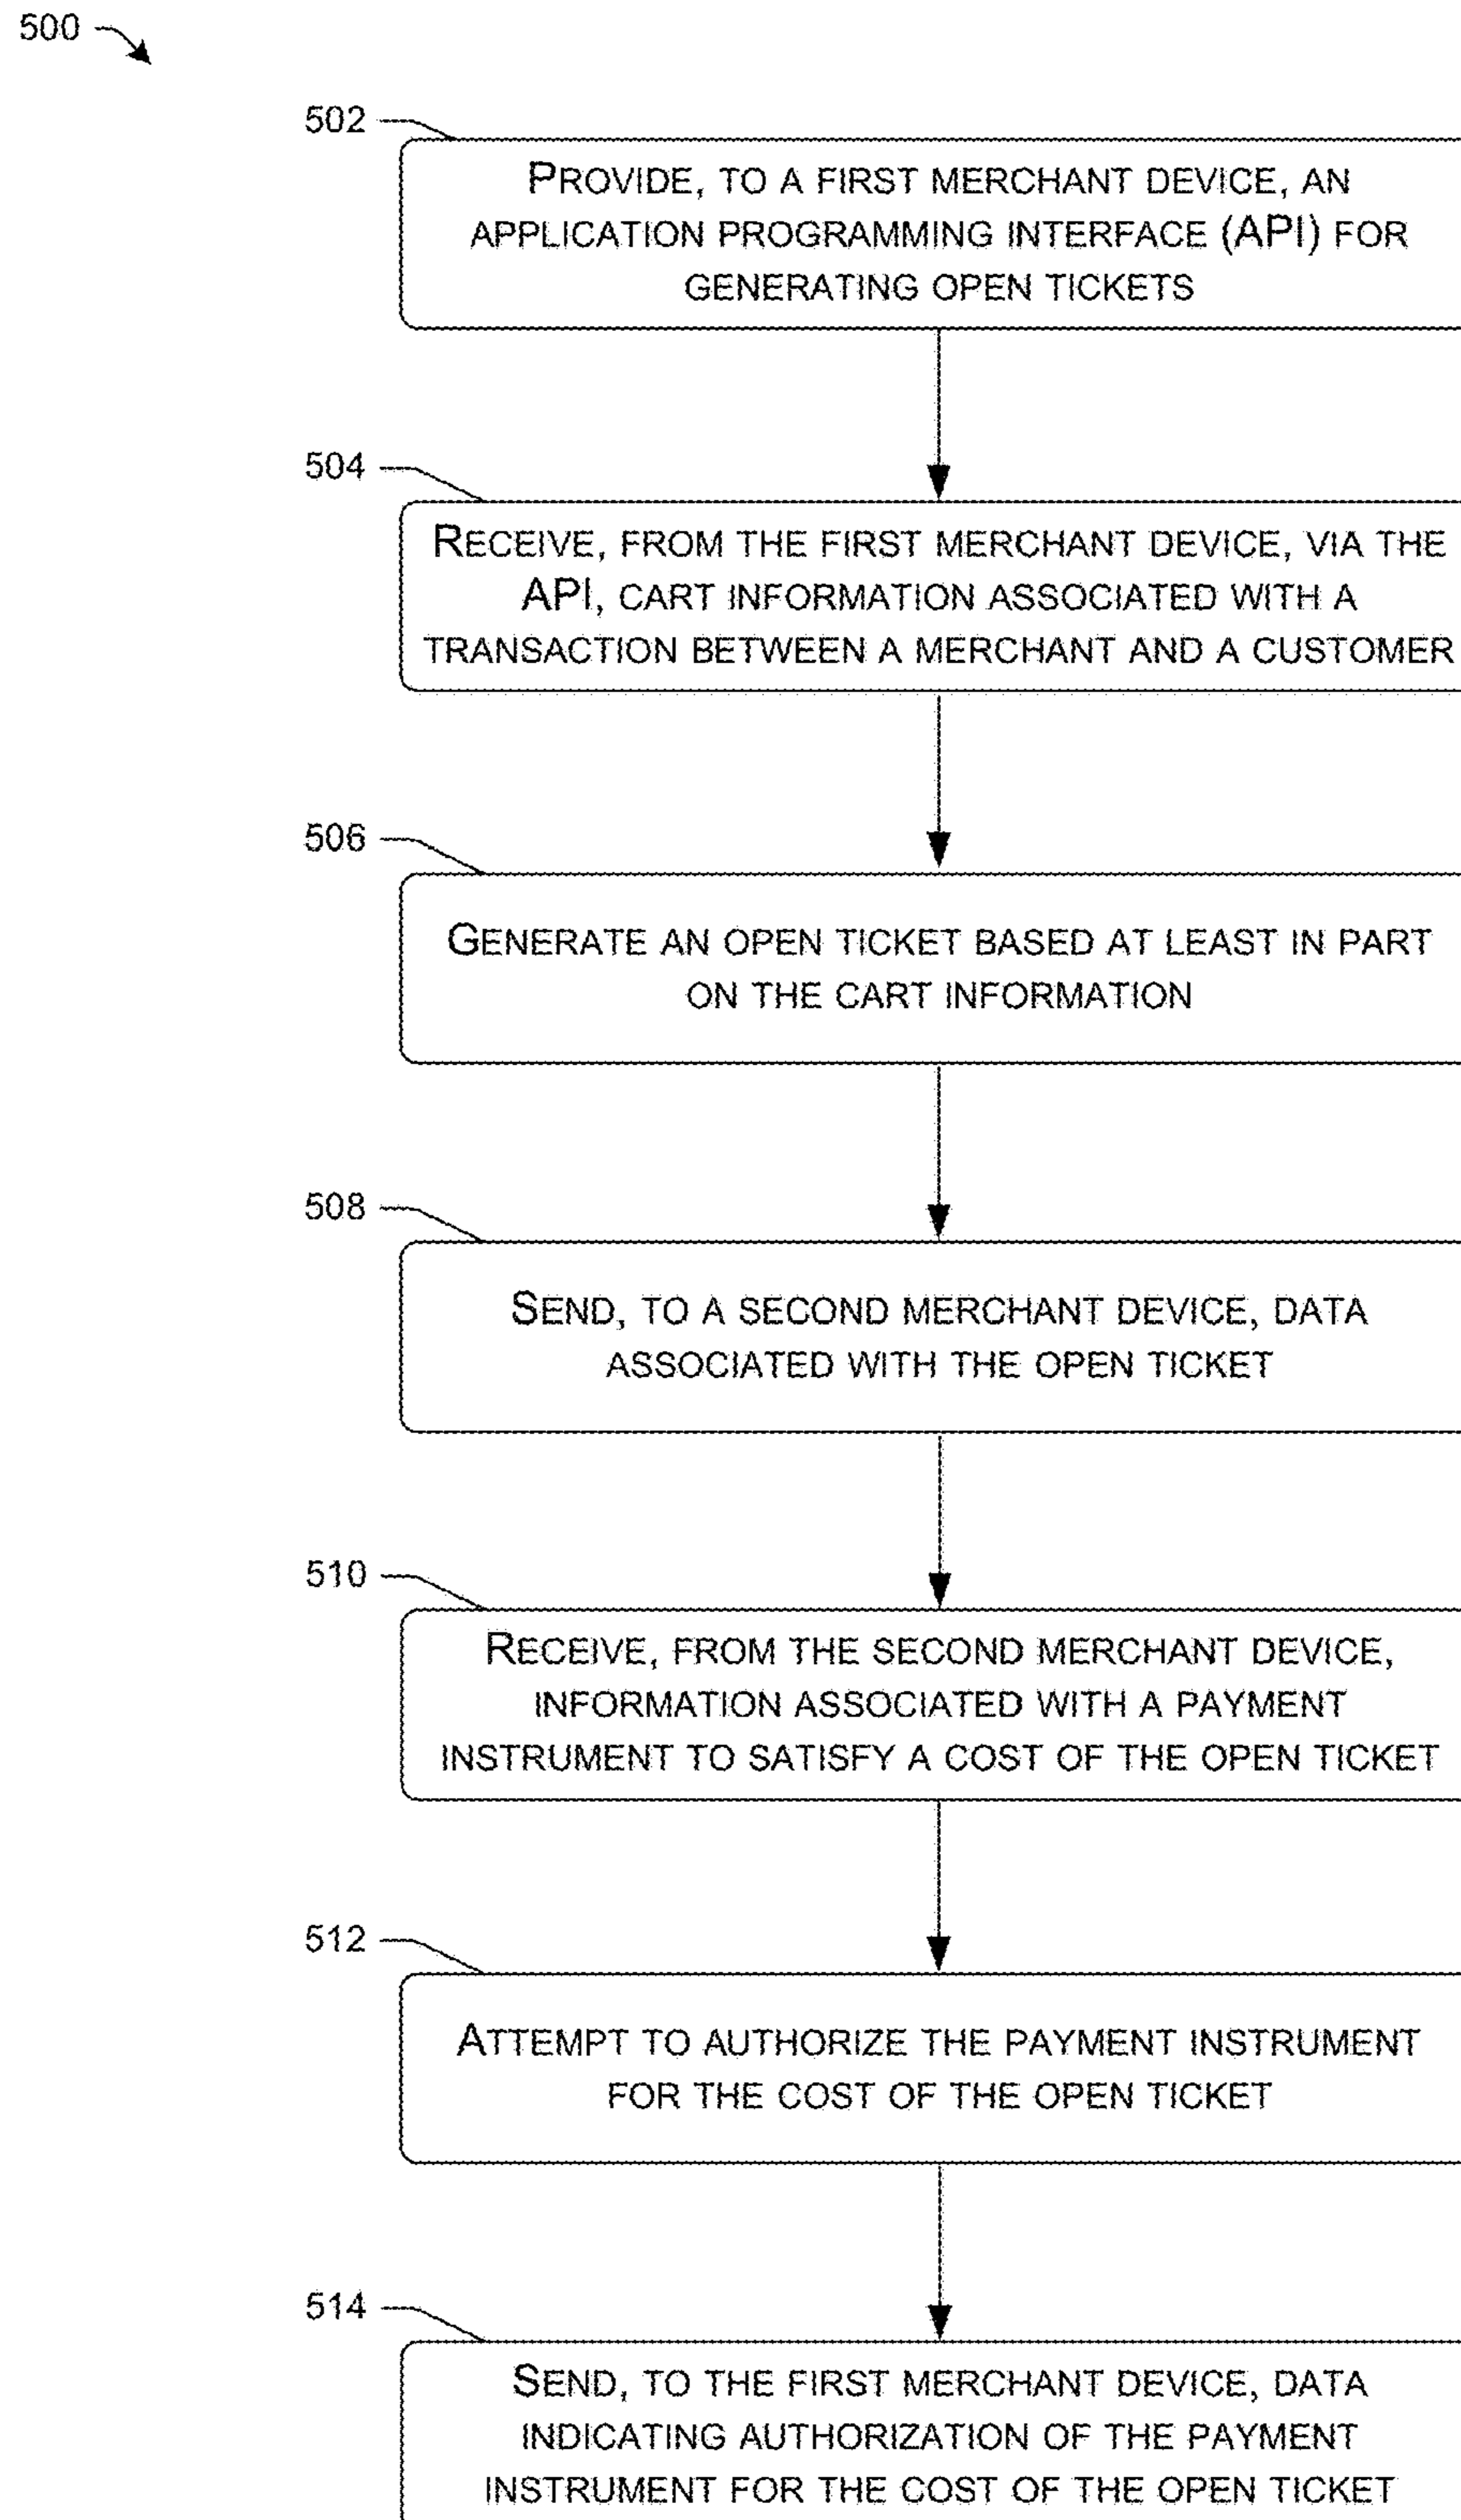 500
502
PROVIDE, TO A FIRST MERCHANT DEVICE, AN
APPLICATION PROGRAMMING INTERFACE (API) FOR
GENERATING OPEN TICKETS
504
RECEIVE, FROM THE FIRST MERCHANT DEVICE, VIA THE
API, CART INFORMATION ASSOCIATED WITH A
TRANSACTION BETWEEN A MERCHANT AND A CUSTOMER
506
GENERATE AN OPEN TICKET BASED AT LEAST IN PART
ON THE CART INFORMATION
508
SEND, TO A SECOND MERCHANT DEVICE, DATA
ASSOCIATED WITH THE OPEN TICKET
510
RECEIVE, FROM THE SECOND MERCHANT DEVICE,
INFORMATION ASSOCIATED WITH A PAYMENT
INSTRUMENT TO SATISFY A COST OF THE OPEN TICKET
512
ATTEMPT TO AUTHORIZE THE PAYMENT INSTRUMENT
FOR THE COST OF THE OPEN TICKET
514
SEND, TO THE FIRST MERCHANT DEVICE, DATA
INDICATING AUTHORIZATION OF THE PAYMENT
INSTRUMENT FOR THE COST OF THE OPEN TICKET